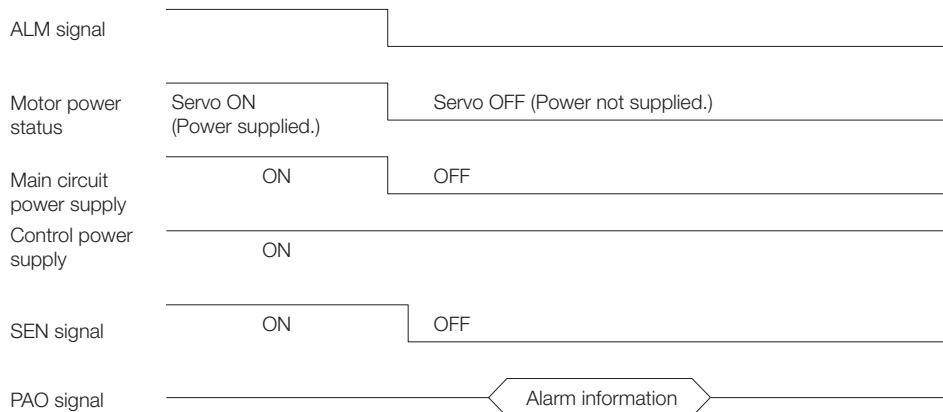 ALM signal
Motor power
status
Servo ON
(Power supplied.)
Servo OFF (Power not supplied.)
Main circuit
power supply
ON
OFF
Control power
supply
ON
SEN signal
ON
OFF
PAO signal
Alarm information